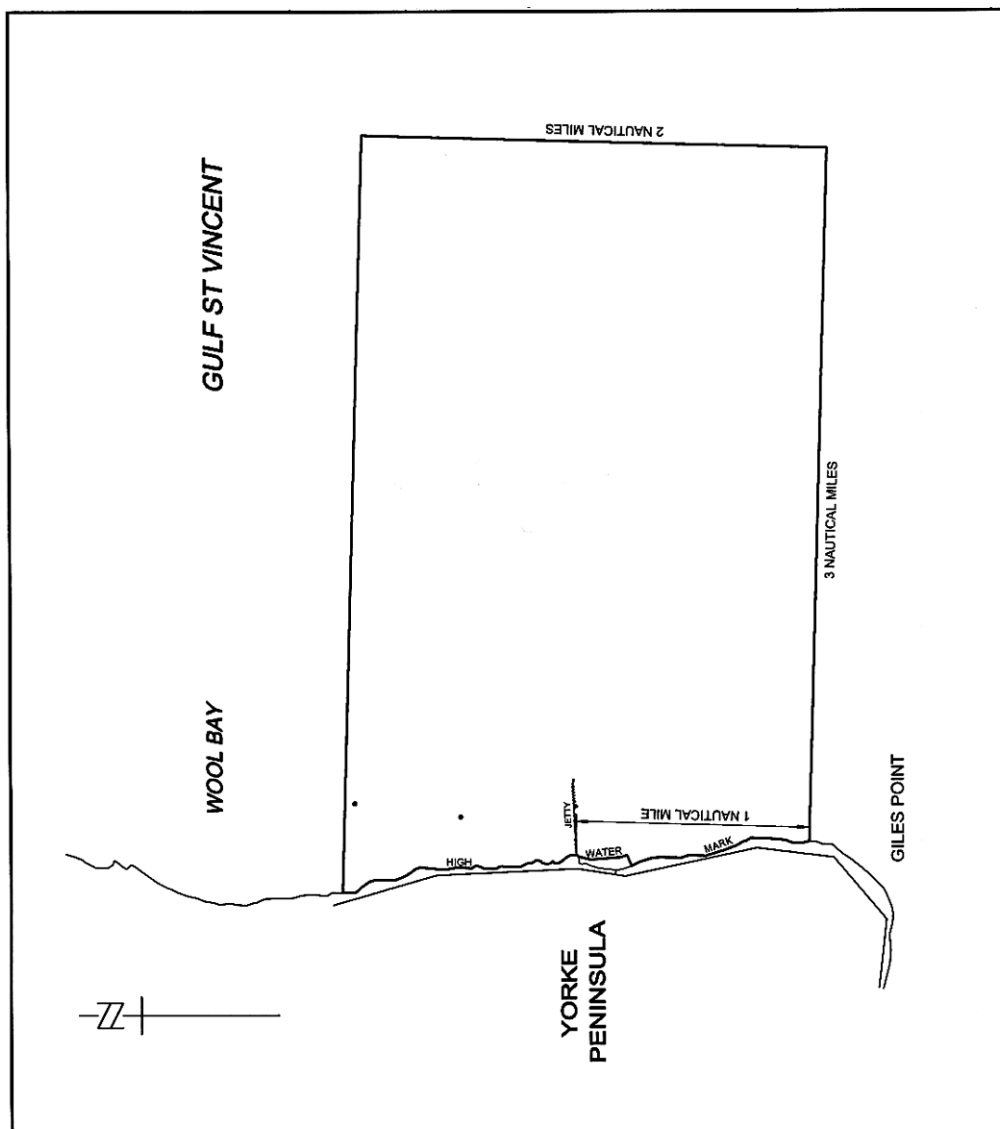 2 NAUTICAL MILES
GULF ST VINCENT
3 NAUTICAL MILES
WOOL BAY
JETTY
1 NAUTICAL MILE
HIGH
WATER
MARK
GILES POINT
YORKE
PENINSULA
N